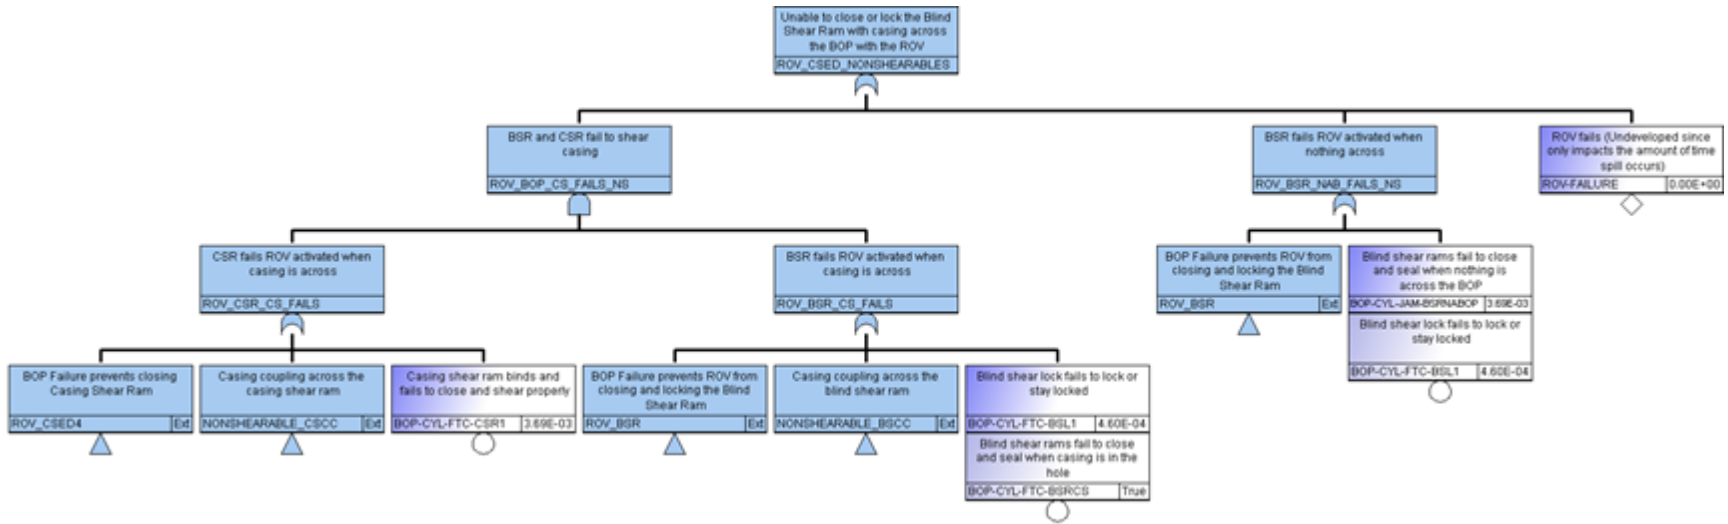 Unable to close or lock the Blind
Shear Ram with casing across
the BOP with the ROV
ROV_CSED_NONSHEARABLES
BSR and CSR fail to shear
casing
ROV_BOP_CS_FAILS_NS
BSR fails ROV activated when
nothing across
ROV_BSR_NAB_FAILS_NS
ROV fails (Undeveloped since
only impacts the amount of time
spill occurs)
ROV-FAILURE 0.00E+00
CSR fails ROV activated when
casing is across
ROV_CSR_CS_FAILS
BSR fails ROV activated when
casing is across
ROV_BSR_CS_FAILS
BOP Failure prevents ROV from
closing and locking the Blind
Shear Ram
ROV_BSR Ext
Blind shear rams fail to close
and seal when nothing is
across the BOP
BOP-CYL-JAM-BSRNABOP 3.69E-03
Blind shear lock fails to lock or
stay locked
BOP-CYL-FTC-BSL1 4.60E-04
BOP Failure prevents closing
Casing Shear Ram
ROV_CSED4 Ext
Casing coupling across the
casing shear ram
NONSHEARABLE_CSCC Ext
Casing shear ram binds and
fails to close and shear properly
BOP-CYL-FTC-CSR1 3.69E-03
BOP Failure prevents ROV from
closing and locking the Blind
Shear Ram
ROV_BSR Ext
Casing coupling across the
blind shear ram
NONSHEARABLE_BSCC Ext
Blind shear lock fails to lock or
stay locked
BOP-CYL-FTC-BSL1 4.60E-04
Blind shear rams fail to close
and seal when casing is in the
hole
BOP-CYL-FTC-BSRCS True